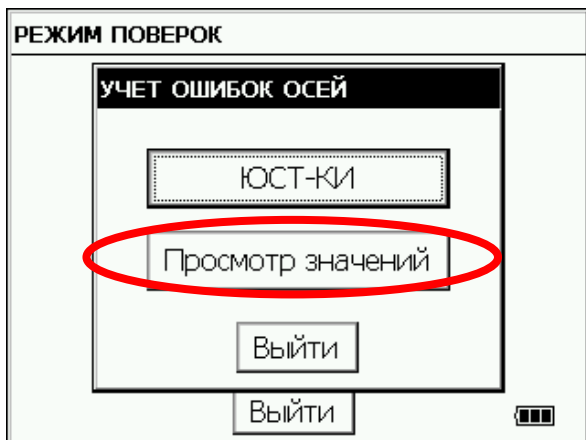 РЕЖИМ ПОВЕРОК
УЧЕТ ОШИБОК ОСЕЙ
ЮСТ-КИ
Просмотр значений
Выйти
Выйти